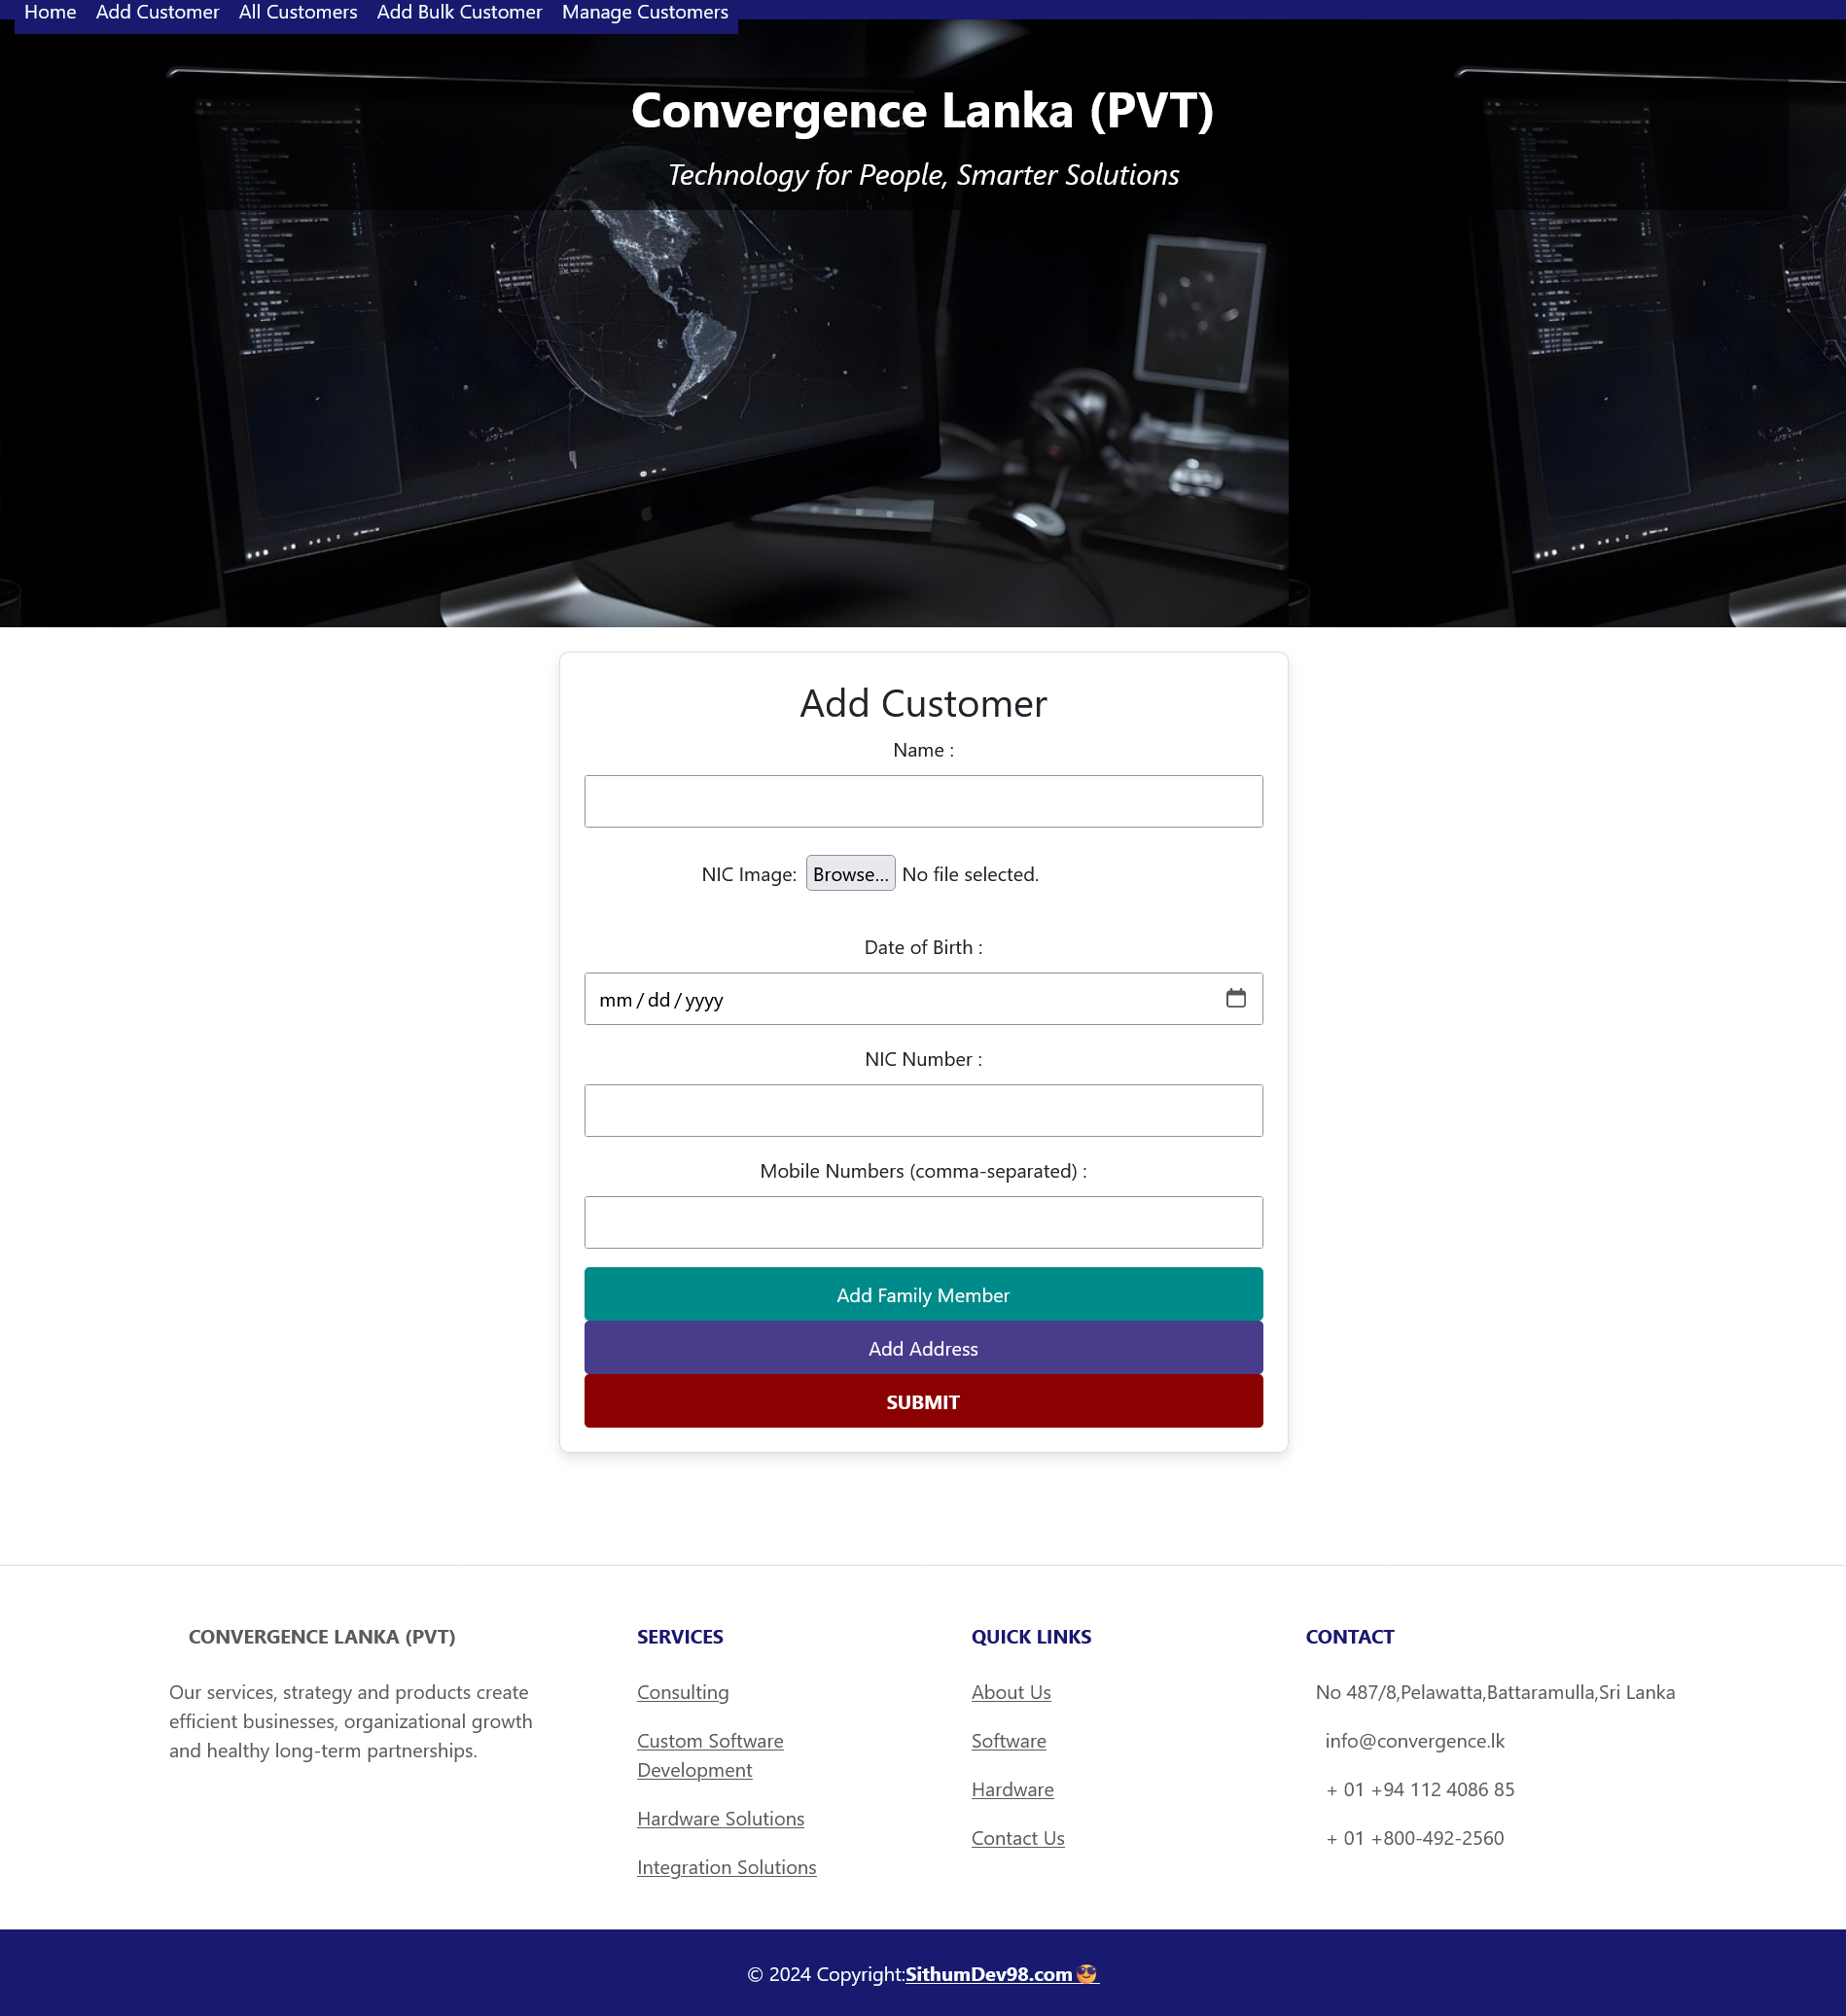 Home Add Customer All Customers Add Bulk Customer Manage Customers
Convergence Lanka (PVT)
Technology for People, Smarter Solutions
Add Customer
Name :
NIC Image: Browse... No file selected.
Date of Birth :
mm / dd / yyyy
NIC Number :
Mobile Numbers (comma-separated) :
Add Family Member
Add Address
SUBMIT
CONVERGENCE LANKA (PVT)
Our services, strategy and products create
efficient businesses, organizational growth
and healthy long-term partnerships.
SERVICES
Consulting
Custom Software
Development
Hardware Solutions
Integration Solutions
QUICK LINKS
About Us
Software
Hardware
Contact Us
CONTACT
No 487/8,Pelawatta,Battaramulla,Sri Lanka
info@convergence.lk
+ 01 +94 112 4086 85
+ 01 +800-492-2560
© 2024 Copyright:SithumDev98.com😎